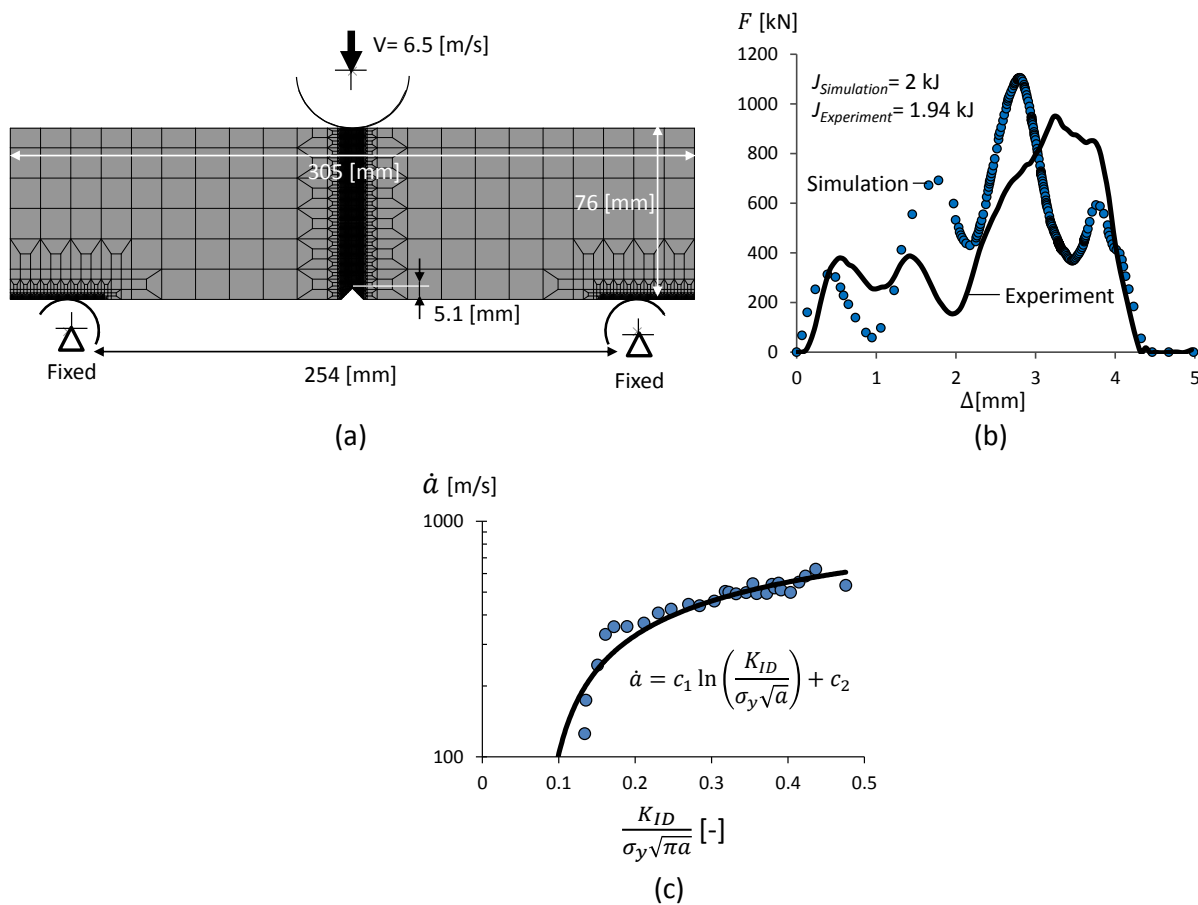 V= 6.5 [m/s]
305 [mm]
76 [mm]
5.1 [mm]
Fixed
Fixed
254 [mm]
(a)
F [kN]
1200
1000
800
600
400
200
0
J_Simulation= 2 kJ
J_Experiment= 1.94 kJ
Simulation
Experiment
0 1 2 3 4 5
Δ[mm]
(b)
ȧ [m/s]
1000
100
ȧ = c₁ ln(K_ID / σ_y√a) + c₂
0 0.1 0.2 0.3 0.4 0.5
K_ID / σ_y√πa [-]
(c)